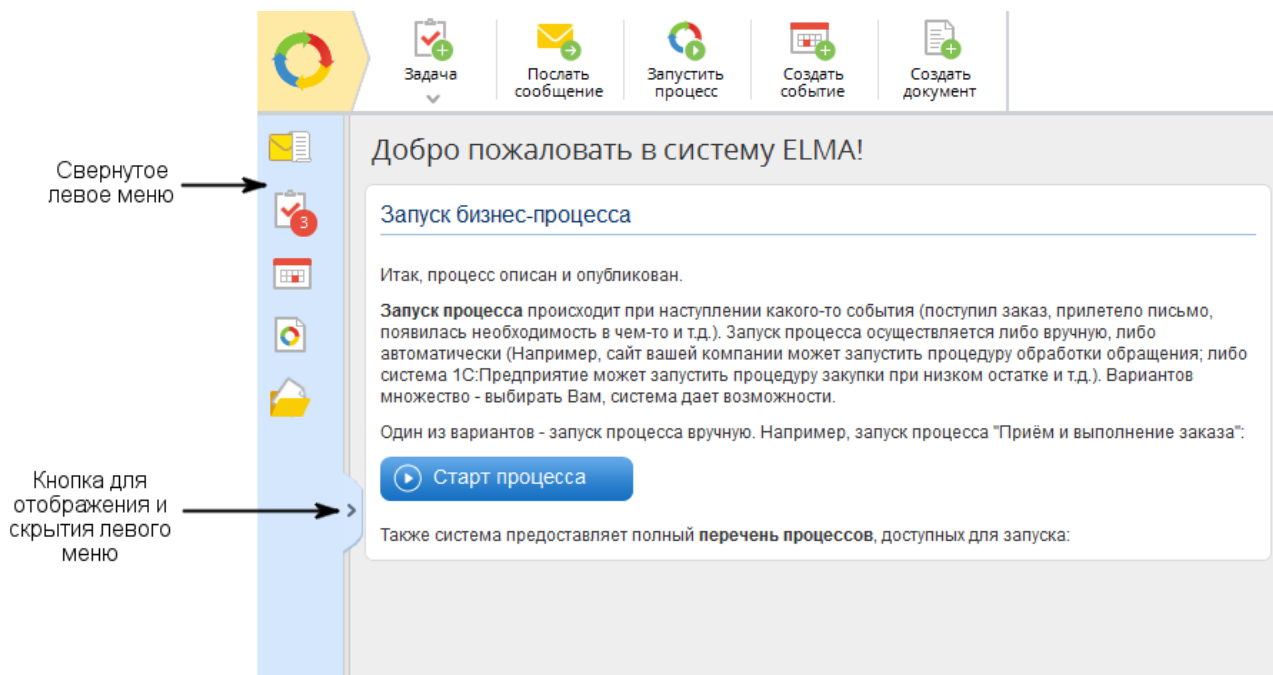 Задача
Послать
сообщение
Запустить
процесс
Создать
событие
Создать
документ
Свернутое
левое меню
3
Добро пожаловать в систему ELMA!
Запуск бизнес-процесса
Итак, процесс описан и опубликован.
Запуск процесса происходит при наступлении какого-то события (поступил заказ, прилетело письмо,
появилась необходимость в чем-то и т.д.). Запуск процесса осуществляется либо вручную, либо
автоматически (Например, сайт вашей компании может запустить процедуру обработки обращения; либо
система 1С:Предприятие может запустить процедуру закупки при низком остатке и т.д.). Вариантов
множество - выбирать Вам, система дает возможности.
Один из вариантов - запуск процесса вручную. Например, запуск процесса "Приём и выполнение заказа":
Старт процесса
Также система предоставляет полный перечень процессов, доступных для запуска:
Кнопка для
отображения и
скрытия левого
меню